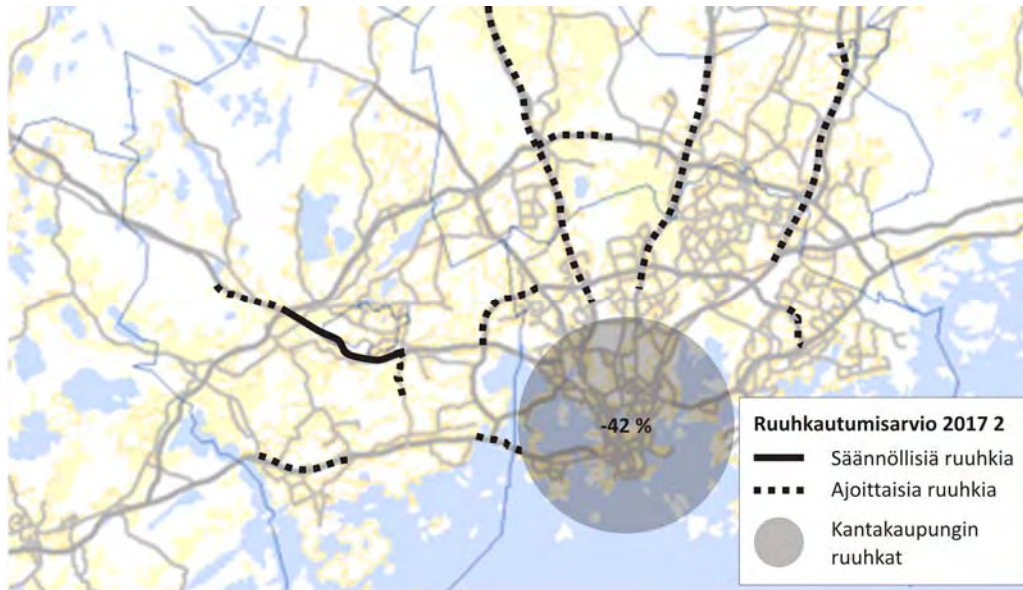 -42 %
Ruuhkautumisarvio 2017 2
Säännöllisiä ruuhkia
Ajoittaisia ruuhkia
Kantakaupungin
ruuhkat